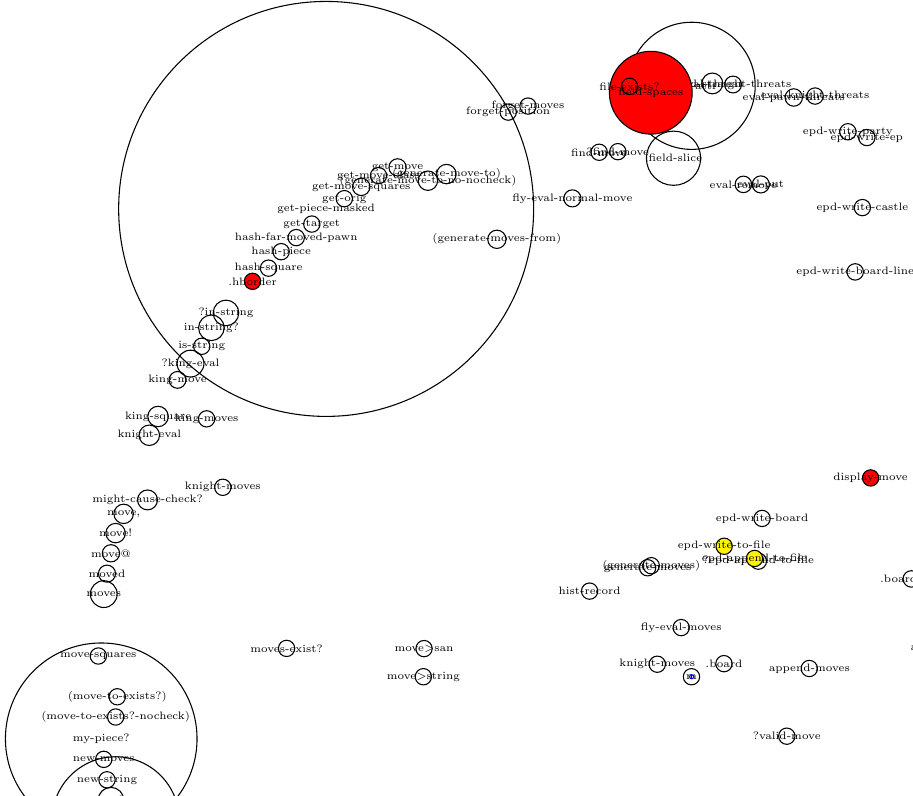 file-exists?
field-spaces
eval-knight-threats
eval-pawn-threats
forget-moves
forget-position
epd-write-party
epd-write-ep
find-move
?find-move
field-slice
get-move
(generate-move-to)
(generate-move-to-no-nocheck)
get-move-squares
get-orig
get-piece-masked
fly-eval-normal-move
epd-write-castle
get-target
hash-far-moved-pawn
(generate-moves-from)
hash-piece
hash-square
epd-write-board-line
.hborder
?in-string
in-string?
is-string
?king-eval
king-move
king-square
king-moves
knight-eval
display-move
knight-moves
might-cause-check?
move,
epd-write-board
move!
epd-write-to-file
move@
epd-append-to-file
?epd-append-to-file
(generate-moves)
generate-moves
moved
moves
hist-record
.board
fly-eval-moves
moves-exist?
move>san
move-squares
knight-moves
.board
append-moves
move>string
(move-to-exists?)
(move-to-exists?-nocheck)
my-piece?
?valid-move
new-moves
new-string